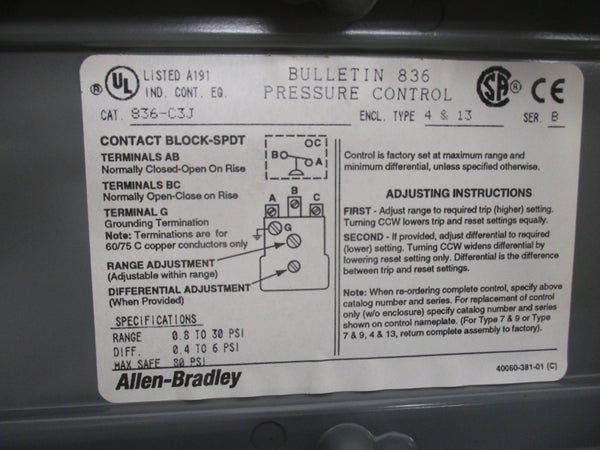 ® UL LISTED A191
IND. CONT. EQ.
BULLETIN 836
PRESSURE CONTROL
SA ® CE
CAT. 836-C3J
ENCL. TYPE 4 & 13
SER. B
CONTACT BLOCK-SPDT
TERMINALS AB
Normally Closed-Open On Rise
TERMINALS BC
Normally Open-Close on Rise
TERMINAL G
Grounding Termination
Note: Terminations are for
60/75 C copper conductors only
RANGE ADJUSTMENT
(Adjustable within range)
DIFFERENTIAL ADJUSTMENT
(When Provided)
B C
A
A B C
G
SPECIFICATIONS
RANGE 0.8 TO 30 PSI
DIFF. 0.4 TO 6 PSI
MAX SAFE 80 PSI
Allen-Bradley
Control is factory set at maximum range and
minimum differential, unless specified otherwise.
ADJUSTING INSTRUCTIONS
FIRST - Adjust range to required trip (higher) setting.
Turning CCW lowers trip and reset settings equally.
SECOND - If provided, adjust differential to required
(lower) setting. Turning CCW widens differential by
lowering reset setting only. Differential is the difference
between trip and reset settings.
Note: When re-ordering complete control, specify above
catalog number and series. For replacement of control
only (w/o enclosure) specify catalog number and series
shown on control nameplate. (For Type 7 & 9 or Type
7 & 9, 4 & 13, return complete assembly to factory).
40060-381-01 (C)